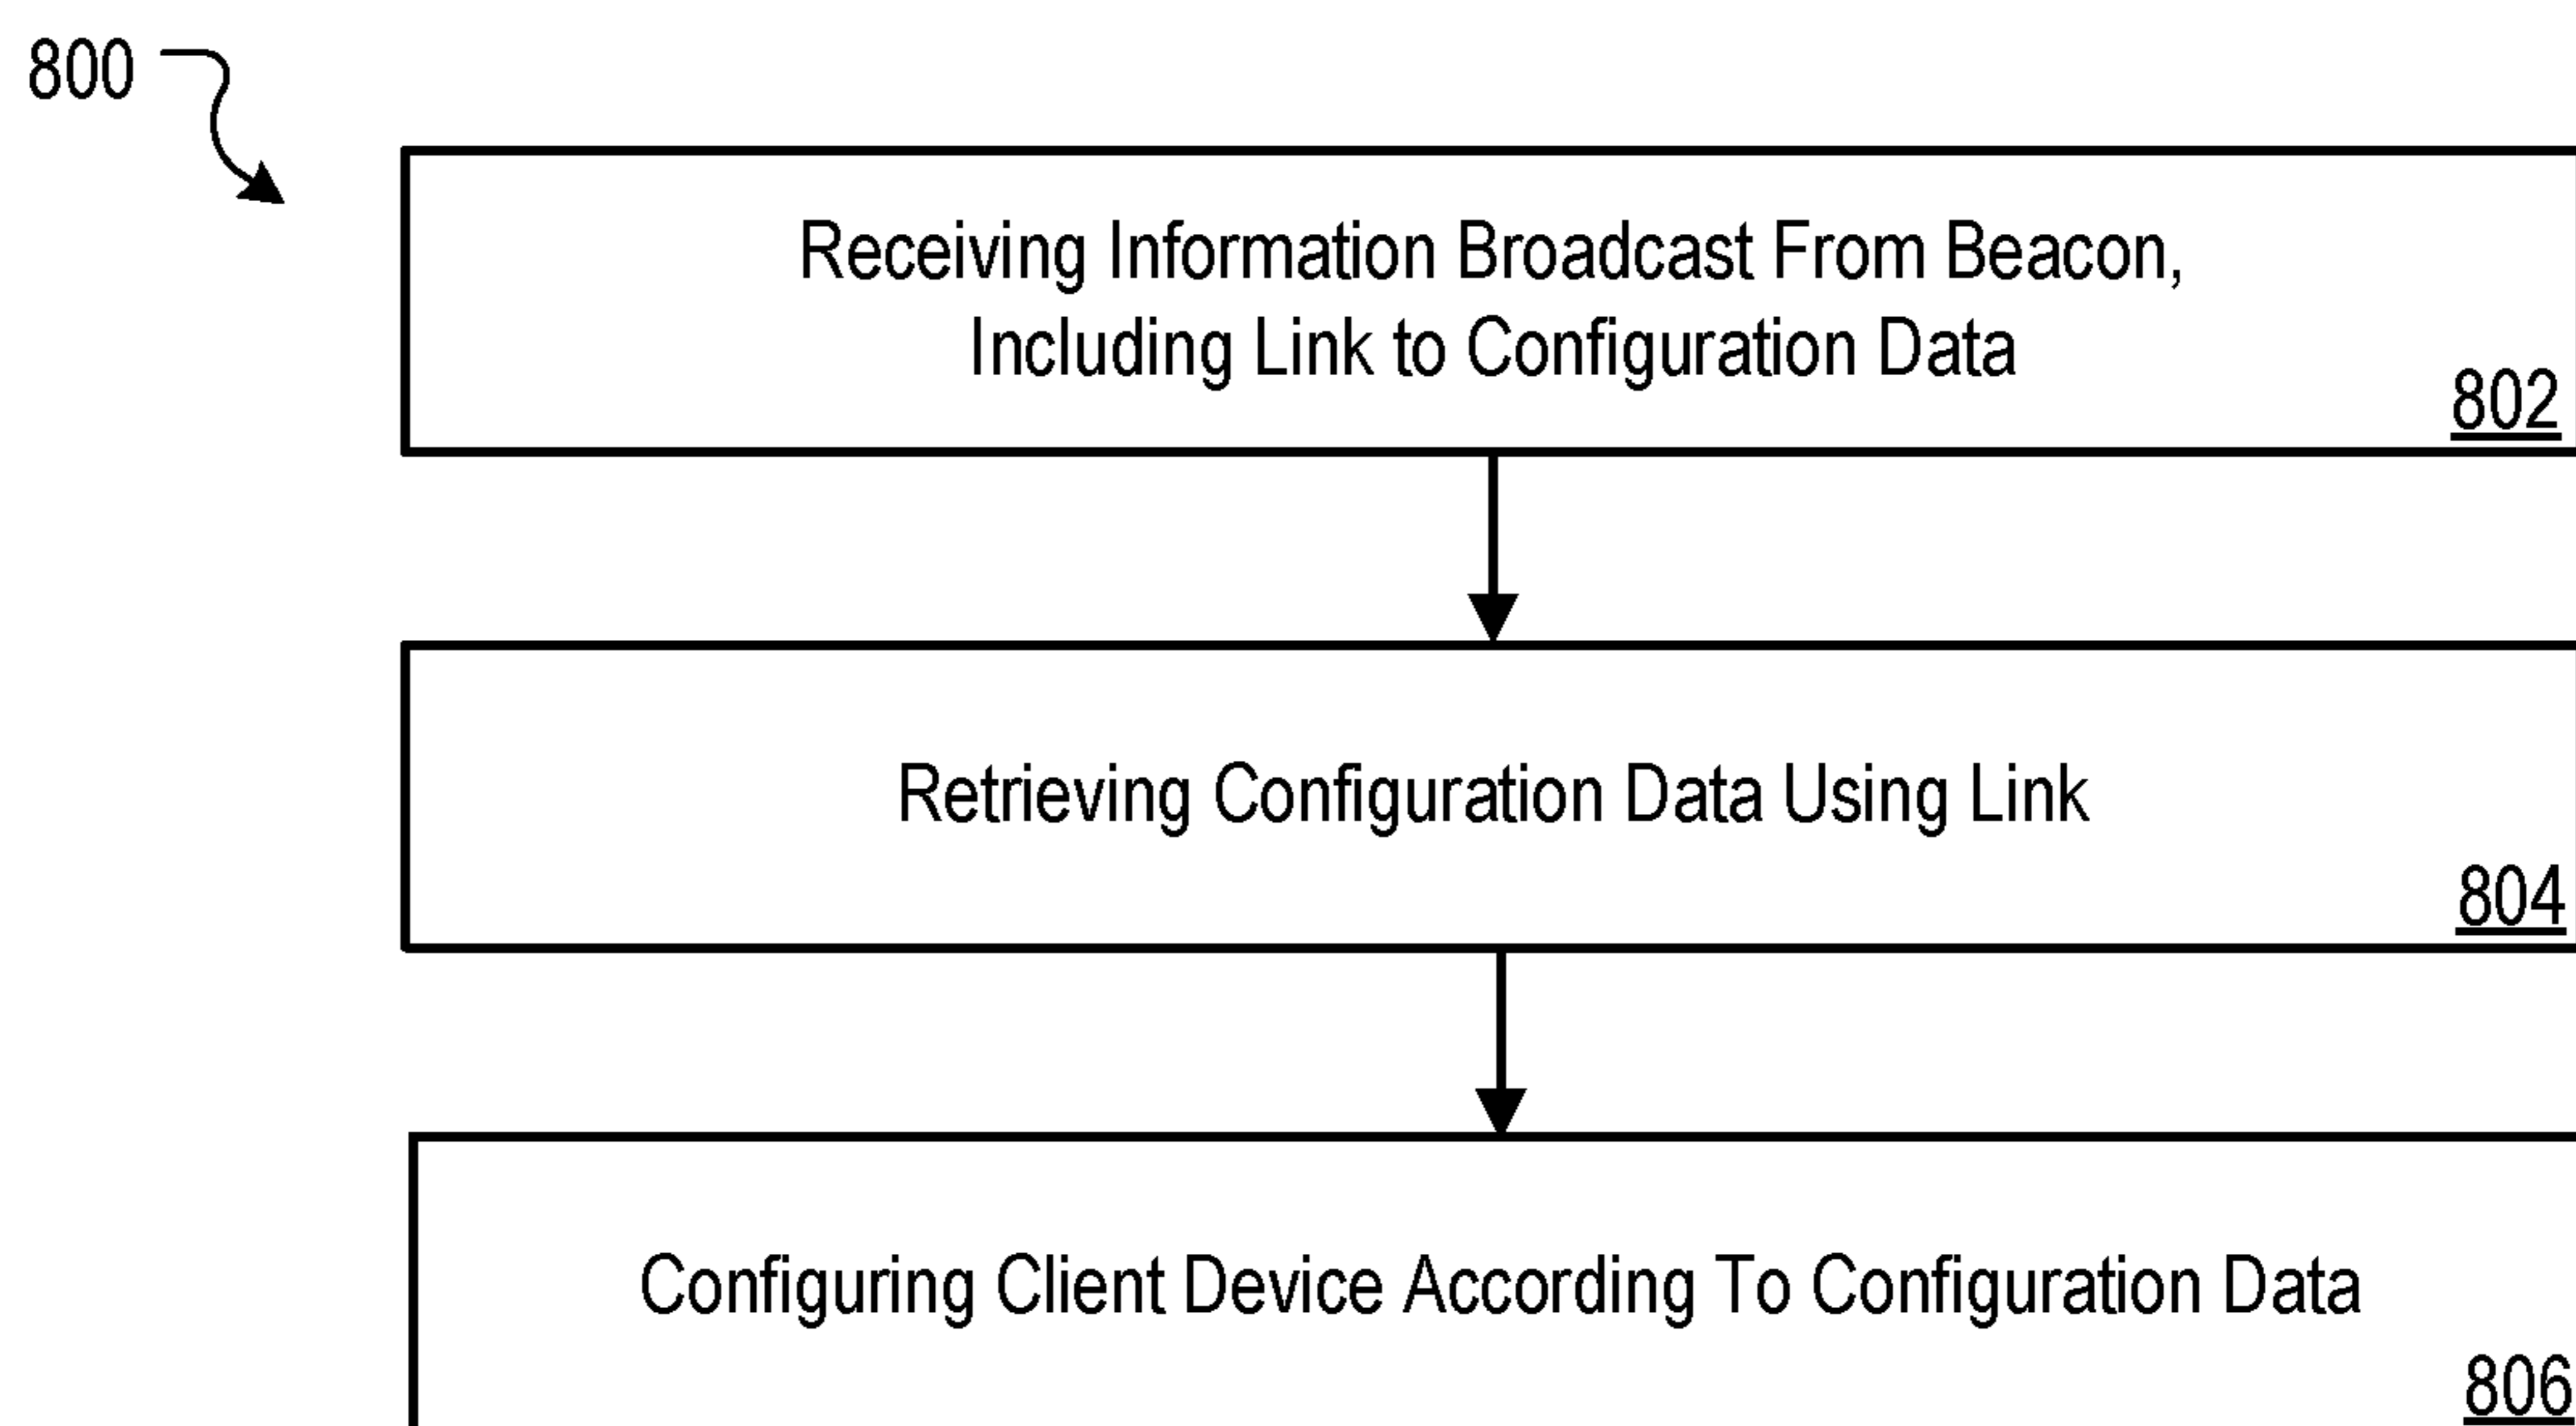 800
Receiving Information Broadcast From Beacon,
Including Link to Configuration Data
802
Retrieving Configuration Data Using Link
804
Configuring Client Device According To Configuration Data
806